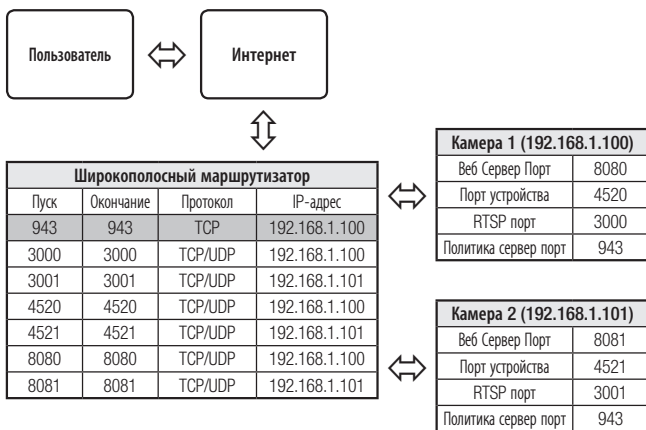 Пользователь
Интернет
Широкополосный маршрутизатор
Пуск Окончание Протокол IP-адрес
943 943 TCP 192.168.1.100
3000 3000 TCP/UDP 192.168.1.100
3001 3001 TCP/UDP 192.168.1.101
4520 4520 TCP/UDP 192.168.1.100
4521 4521 TCP/UDP 192.168.1.101
8080 8080 TCP/UDP 192.168.1.100
8081 8081 TCP/UDP 192.168.1.101
Камера 1 (192.168.1.100)
Веб Сервер Порт 8080
Порт устройства 4520
RTSP порт 3000
Политика сервер порт 943
Камера 2 (192.168.1.101)
Веб Сервер Порт 8081
Порт устройства 4521
RTSP порт 3001
Политика сервер порт 943